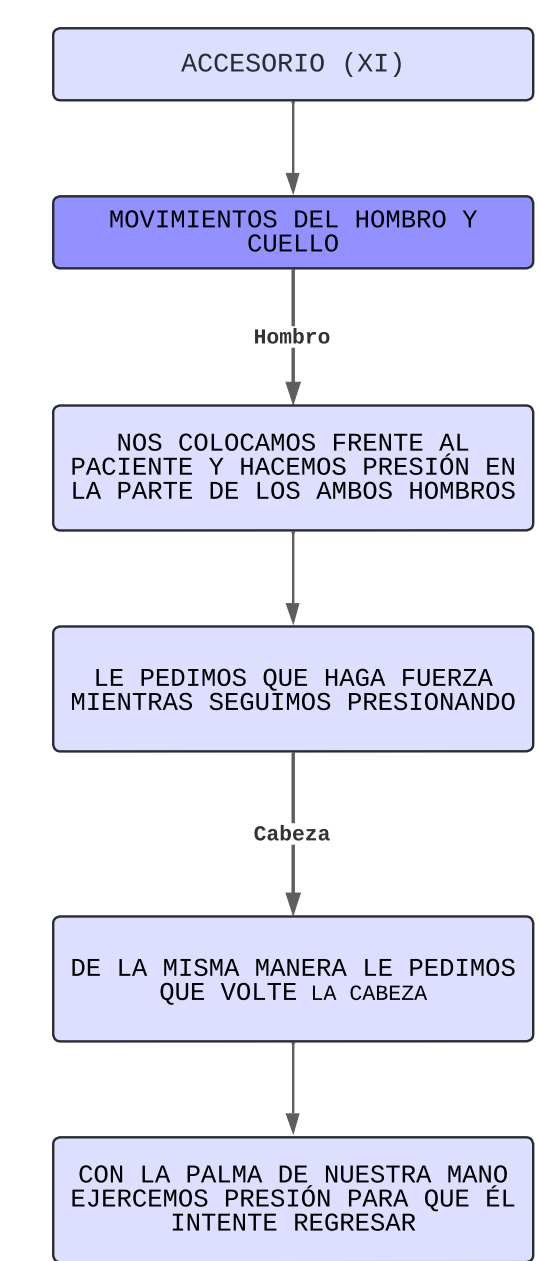 ACCESORIO (XI)
MOVIMIENTOS DEL HOMBRO Y
CUELLO
Hombro
NOS COLOCAMOS FRENTE AL
PACIENTE Y HACEMOS PRESIÓN EN
LA PARTE DE LOS AMBOS HOMBROS
LE PEDIMOS QUE HAGA FUERZA
MIENTRAS SEGUIMOS PRESIONANDO
Cabeza
DE LA MISMA MANERA LE PEDIMOS
QUE VOLTE LA CABEZA
CON LA PALMA DE NUESTRA MANO
EJERCEMOS PRESIÓN PARA QUE ÉL
INTENTE REGRESAR